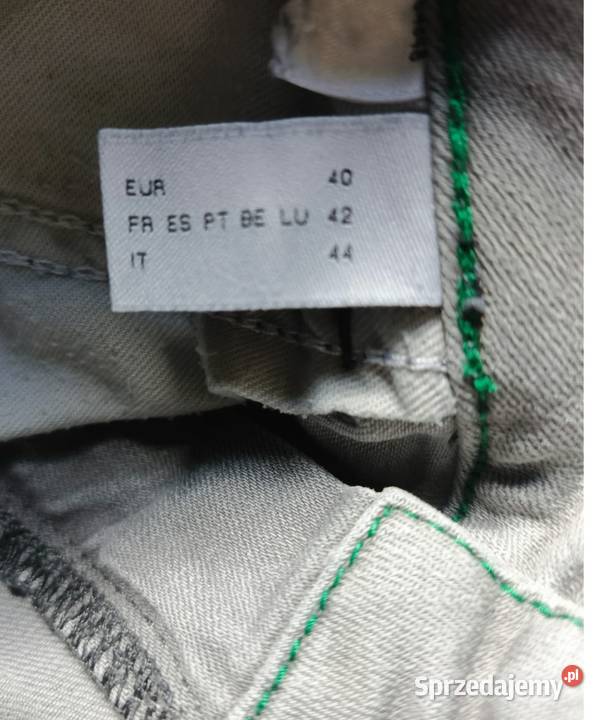 EUR 40
FR ES PT BE LU 42
IT 44
Sprzedajemy.pl